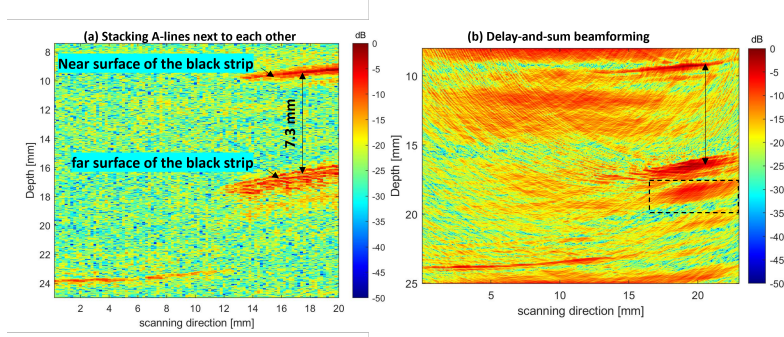 (a) Stacking A-lines next to each other
dB
Near surface of the black strip
7.3 mm
far surface of the black strip
Depth [mm]
8
10
12
14
16
18
20
22
24
2 4 6 8 10 12 14 16 18 20
scanning direction [mm]
0
-5
-10
-15
-20
-25
-30
-35
-40
-45
-50
(b) Delay-and-sum beamforming
dB
Depth [mm]
10
15
20
25
5 10 15 20
scanning direction [mm]
0
-5
-10
-15
-20
-25
-30
-35
-40
-45
-50